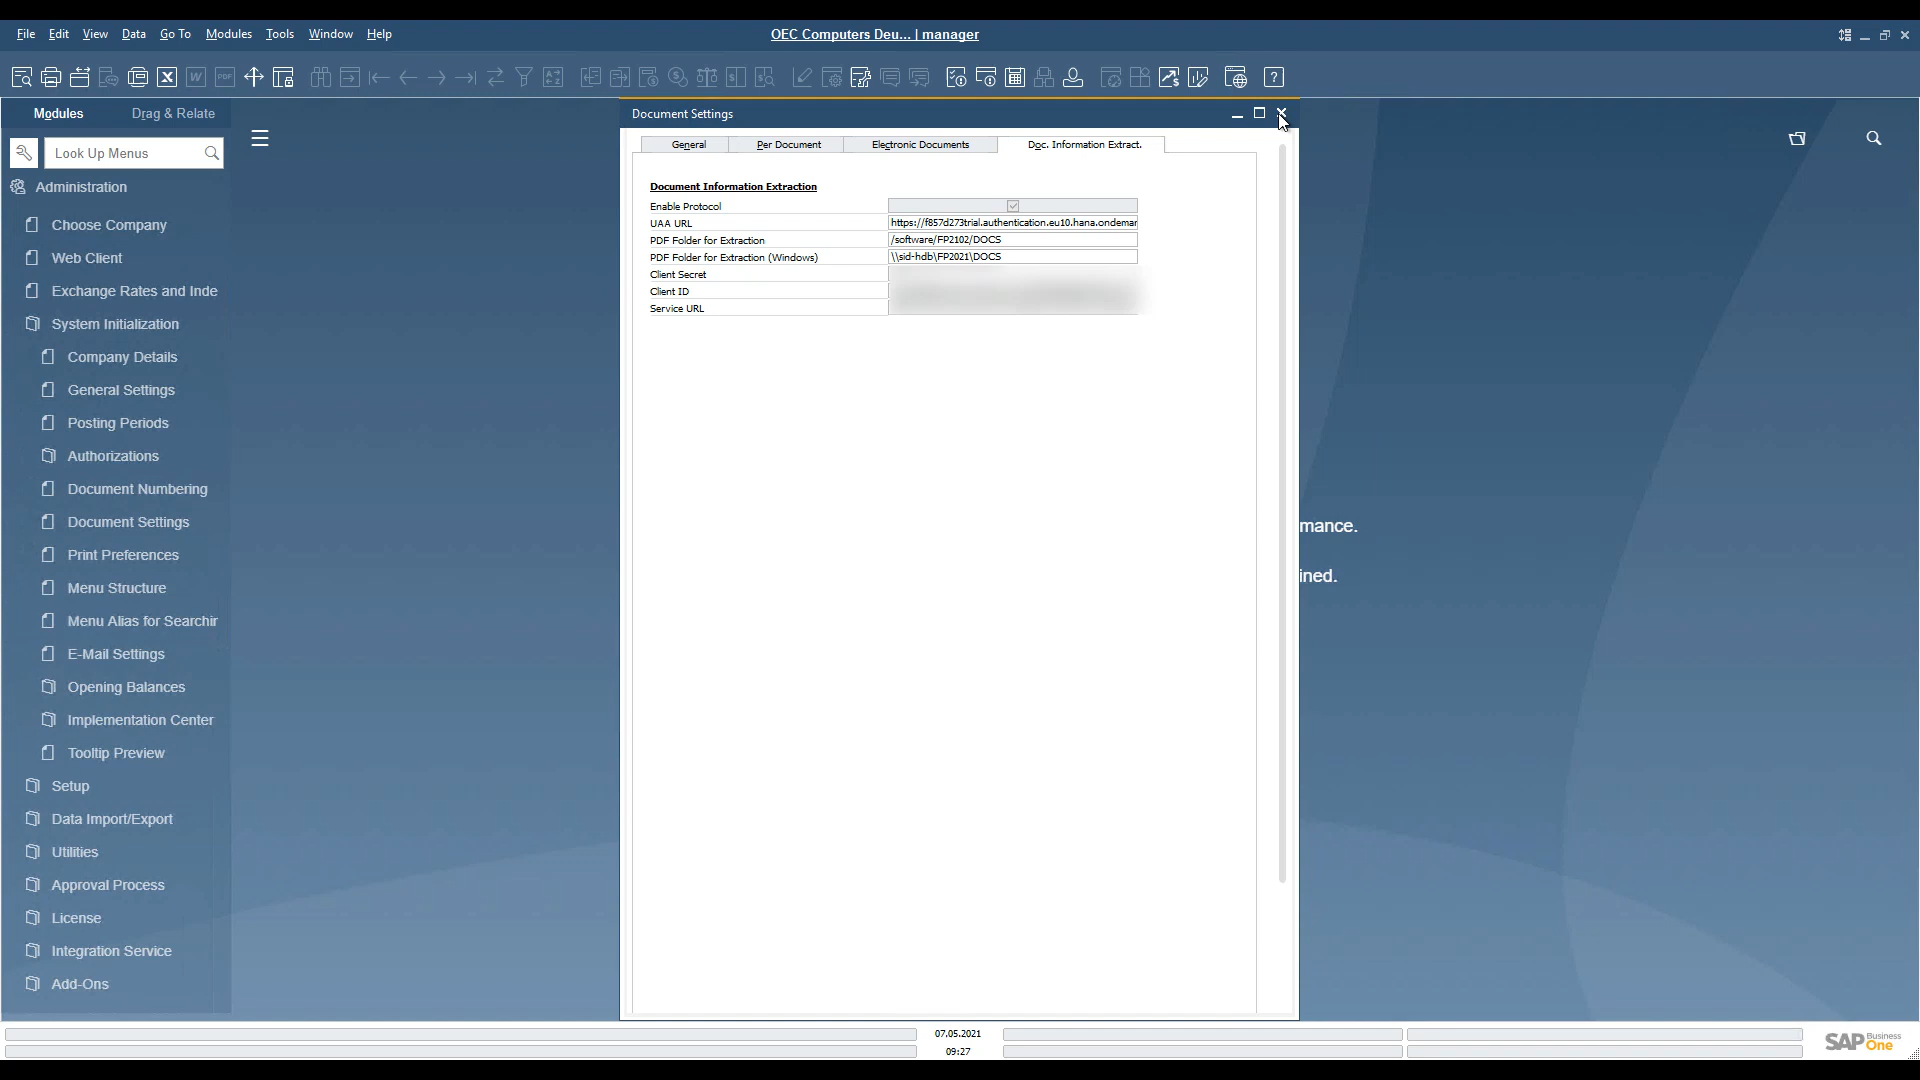 File Edit View Data Go To Modules Tools Window Help
OEC Computers Deu... | manager
Modules Drag & Relate
Look Up Menus
Administration
Choose Company
Web Client
Exchange Rates and Inde
System Initialization
Company Details
General Settings
Posting Periods
Authorizations
Document Numbering
Document Settings
Print Preferences
Menu Structure
Menu Alias for Searchir
E-Mail Settings
Opening Balances
Implementation Center
Tooltip Preview
Setup
Data Import/Export
Utilities
Approval Process
License
Integration Service
Add-Ons
Document Settings
General Per Document Electronic Documents Doc. Information Extract.
Document Information Extraction
Enable Protocol
UAA URL https://f857d273trial.authentication.eu10.hana.ondemar
PDF Folder for Extraction /software/FP2102/DOCS
PDF Folder for Extraction (Windows) \\sid-hdb\FP2021\DOCS
Client Secret
Client ID
Service URL
mance.
ined.
07.05.2021
09:27
SAP Business One